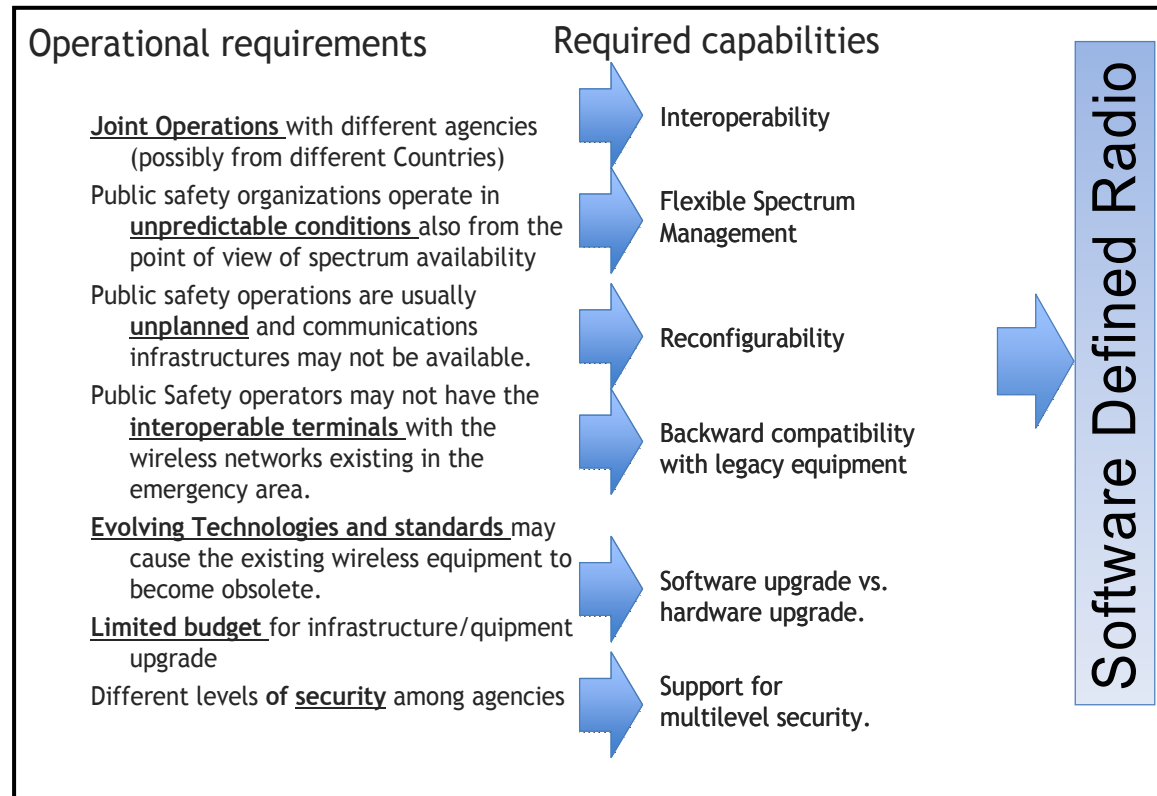 Operational requirements
Required capabilities
Joint Operations with different agencies
(possibly from different Countries)
Interoperability
Public safety organizations operate in
unpredictable conditions also from the
point of view of spectrum availability
Flexible Spectrum
Management
Public safety operations are usually
unplanned and communications
infrastructures may not be available.
Reconfigurability
Public Safety operators may not have the
interoperable terminals with the
wireless networks existing in the
emergency area.
Backward compatibility
with legacy equipment
Evolving Technologies and standards may
cause the existing wireless equipment to
become obsolete.
Software upgrade vs.
hardware upgrade.
Limited budget for infrastructure/quipment
upgrade
Different levels of security among agencies
Support for
multilevel security.
Software Defined Radio